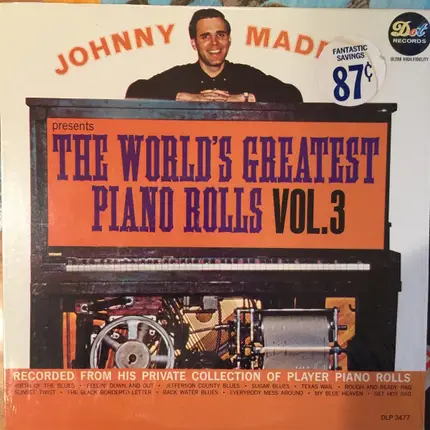 JOHNNY MADD
Dot
RECORDS
ULTRA HIGH FIDELITY
FANTASTIC
SAVINGS
87¢
presents
THE WORLD'S GREATEST
PIANO ROLLS VOL.3
RECORDED FROM HIS PRIVATE COLLECTION OF PLAYER PIANO ROLLS
BIRTH OF THE BLUES • FEELIN' DOWN AND OUT • JEFFERSON COUNTY BLUES • SUGAR BLUES • TEXAS WAIL • ROUGH AND READY RAG
SUNSET TWIST • THE BLACK BORDERED LETTER • BACK WATER BLUES • EVERYBODY MESS AROUND • MY BLUE HEAVEN •
DLP 3477